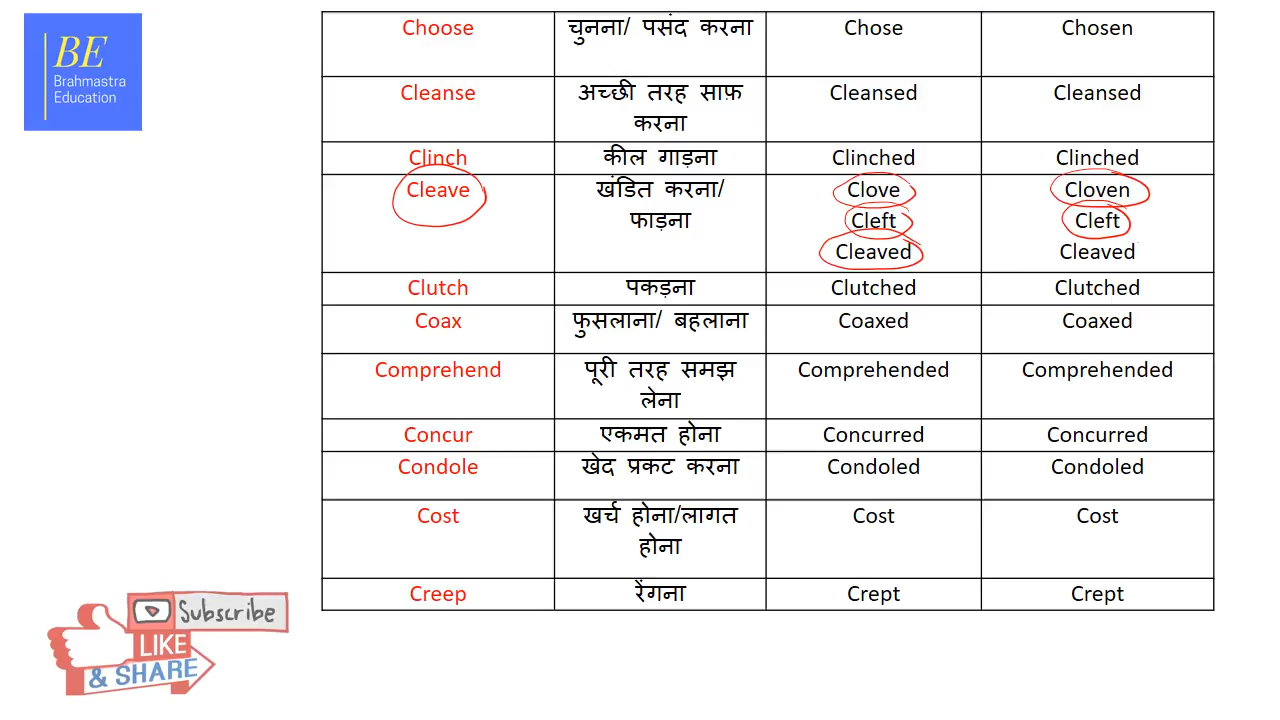 BE
Brahmastra
Education
Choose चुनना/ पसंद करना Chose Chosen
Cleanse अच्छी तरह साफ़ Cleansed Cleansed
करना
Clinch कील गाड़ना Clinched Clinched
Cleave खंडित करना/ Clove Cloven
फाड़ना Cleft Cleft
Cleaved Cleaved
Clutch पकड़ना Clutched Clutched
Coax फुसलाना/ बहलाना Coaxed Coaxed
Comprehend पूरी तरह समझ Comprehended Comprehended
लेना
Concur एकमत होना Concurred Concurred
Condole खेद प्रकट करना Condoled Condoled
Cost खर्च होना/लागत Cost Cost
होना
Creep रेंगना Crept Crept
Subscribe
LIKE
& SHARE